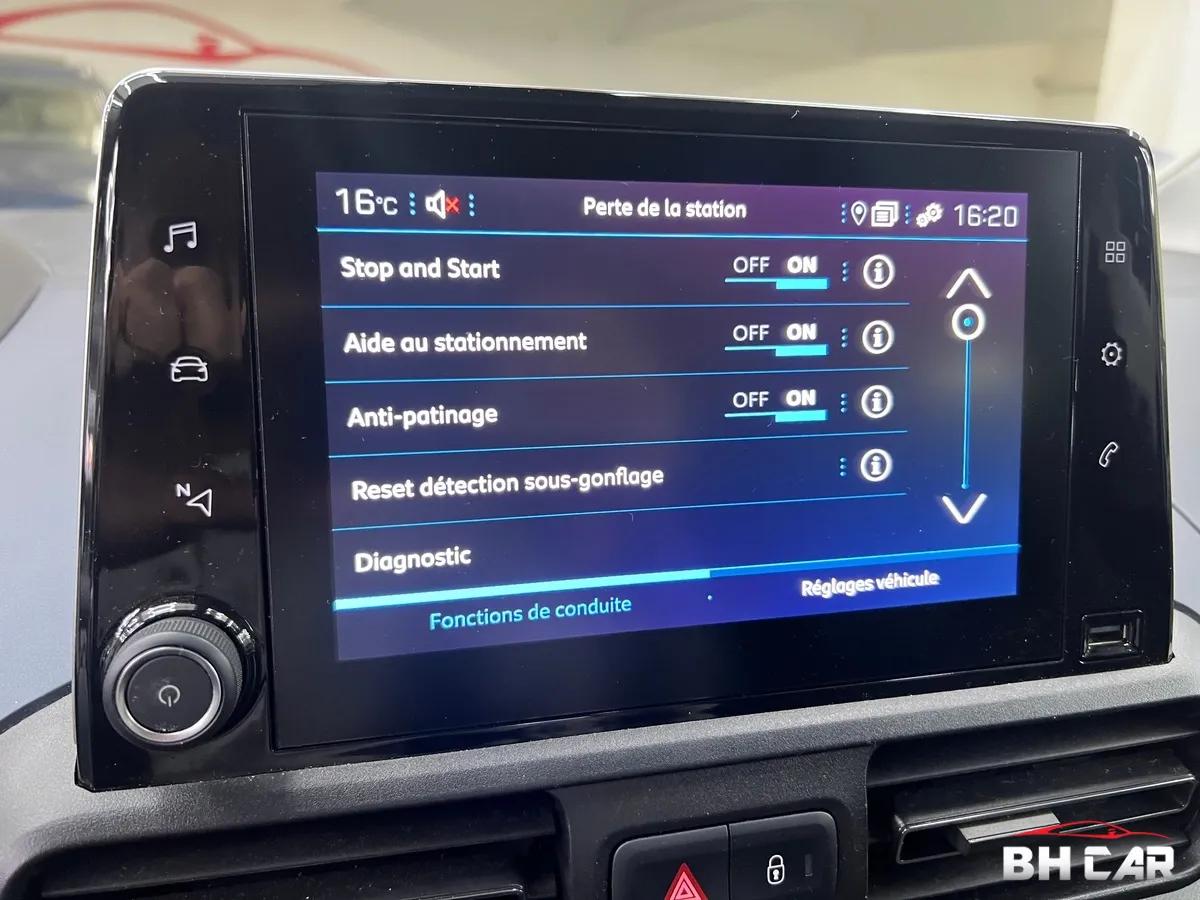 16°C Perte de la station 16:20
Stop and Start OFF ON
Aide au stationnement OFF ON
Anti-patinage OFF ON
Reset détection sous-gonflage
Diagnostic
Fonctions de conduite Réglages véhicule
N
BH CAR